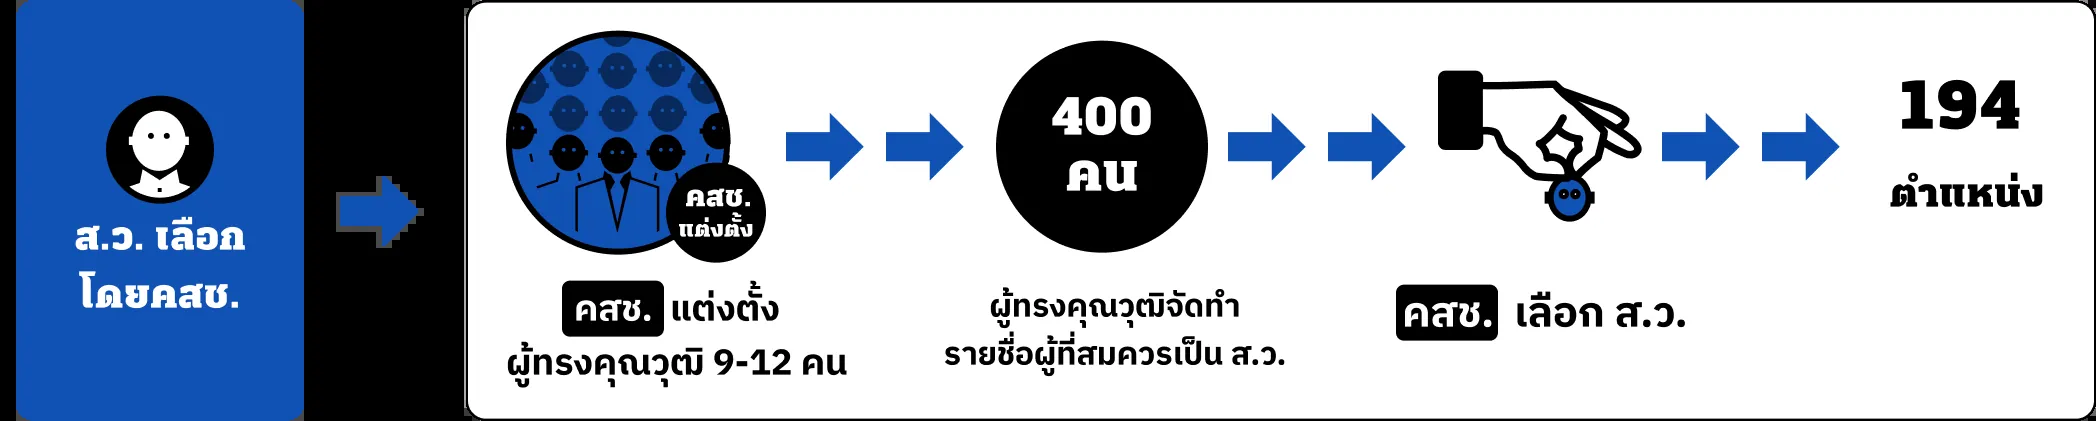 ส.ว. เลือก
โดยคสช.
คสช.
แต่งตั้ง
คสช. แต่งตั้ง
ผู้ทรงคุณวุฒิ 9-12 คน
400
คน
ผู้ทรงคุณวุฒิจัดทำ
รายชื่อผู้ที่สมควรเป็น ส.ว.
คสช. เลือก ส.ว.
194
ตำแหน่ง